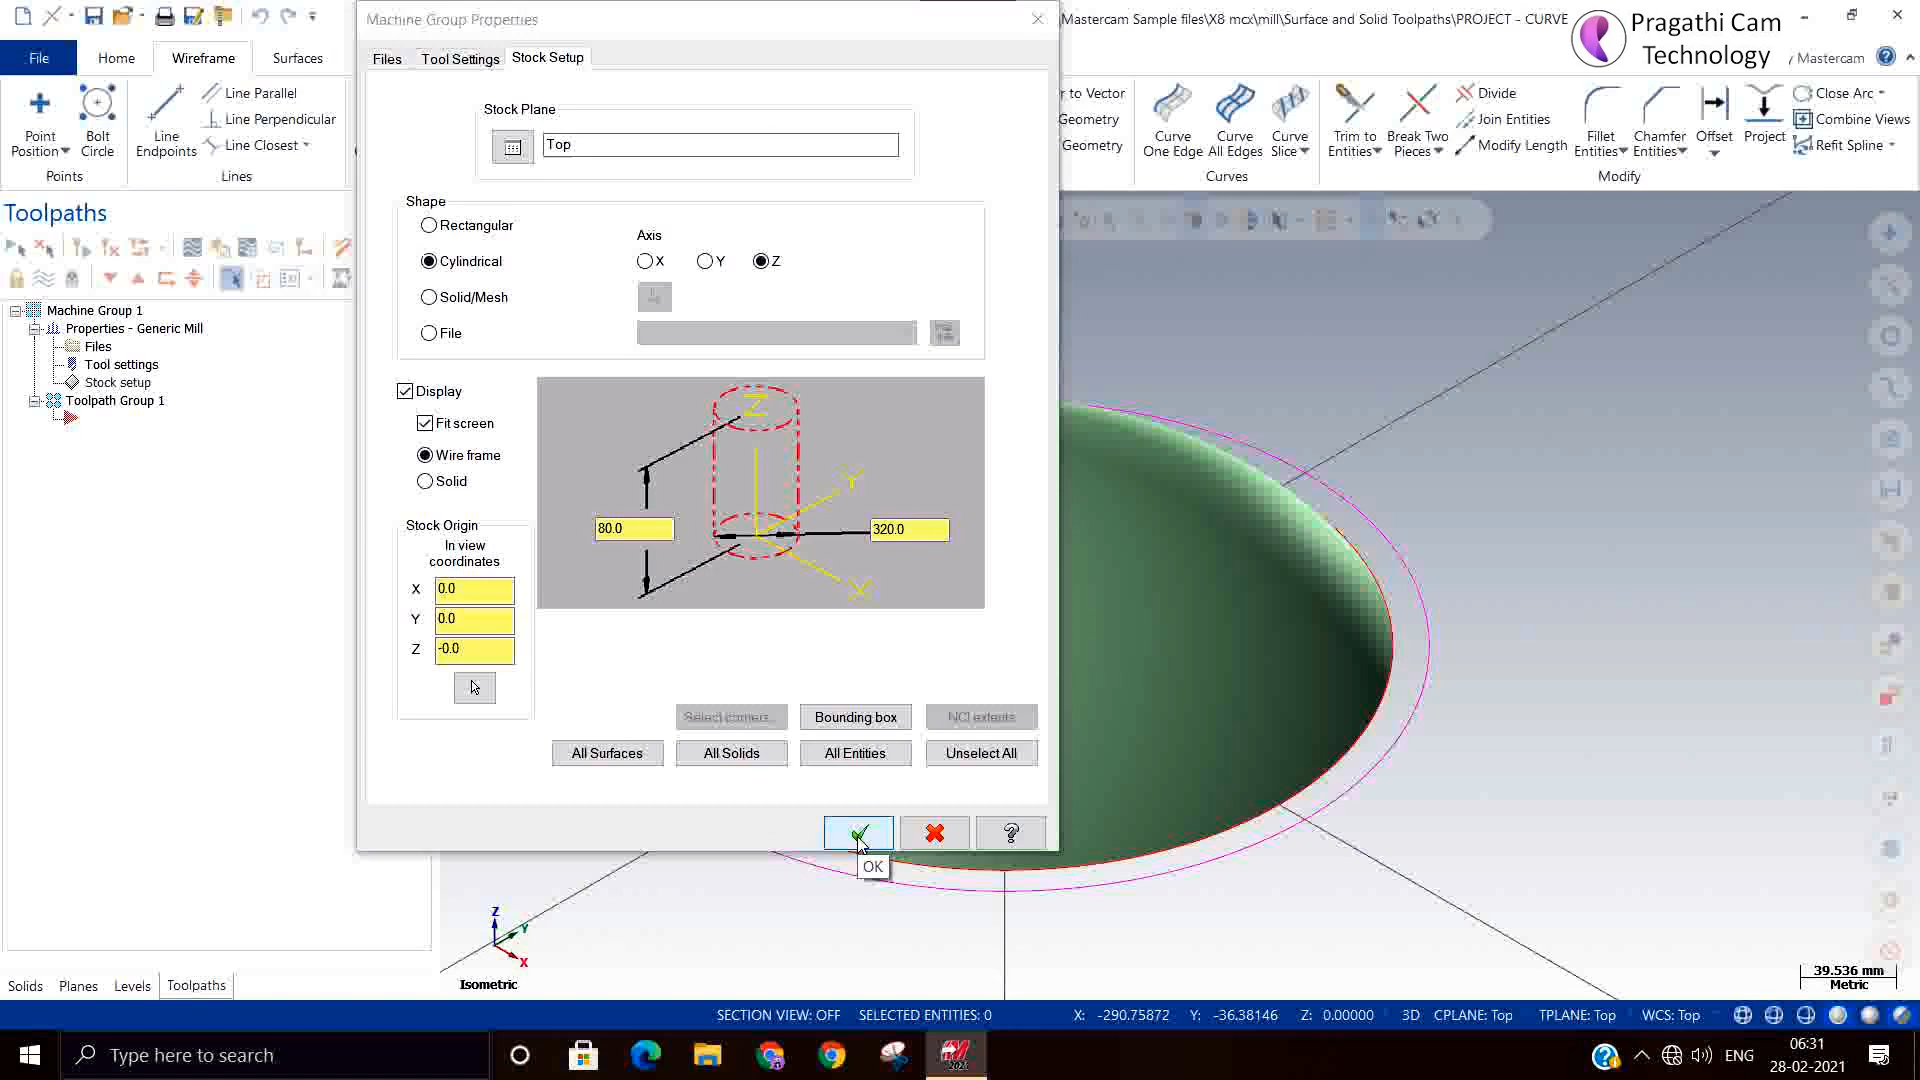 Machine Group Properties
Mastercam Sample files\X8 mcx\mill\Surface and Solid Toolpaths\PROJECT - CURVE
Pragathi Cam
Technology
File
Home
Wireframe
Surfaces
Mastercam
Point
Position
Bolt
Circle
Points
Line
Endpoints
Line Parallel
Line Perpendicular
Line Closest
Lines
r to Vector
Geometry
Geometry
Curve
One Edge
Curve
All Edges
Curve
Slice
Curves
Trim to
Entities
Break Two
Pieces
Divide
Join Entities
Modify Length
Fillet
Entities
Chamfer
Entities
Offset
Project
Close Arc
Combine Views
Refit Spline
Modify
Files
Tool Settings
Stock Setup
Stock Plane
Top
Shape
Rectangular
Cylindrical
Solid/Mesh
File
Axis
X
Y
Z
Display
Fit screen
Wire frame
Solid
Z
Y
X
80.0
320.0
Stock Origin
In view
coordinates
X 0.0
Y 0.0
Z -0.0
Select corners...
Bounding box
NCI extents
All Surfaces
All Solids
All Entities
Unselect All
OK
Toolpaths
Machine Group 1
Properties - Generic Mill
Files
Tool settings
Stock setup
Toolpath Group 1
Solids
Planes
Levels
Toolpaths
Z
Y
X
Isometric
39.536 mm
Metric
SECTION VIEW: OFF
SELECTED ENTITIES: 0
X: -290.75872
Y: -36.38146
Z: 0.00000
3D
CPLANE: Top
TPLANE: Top
WCS: Top
Type here to search
2021
ENG
06:31
28-02-2021